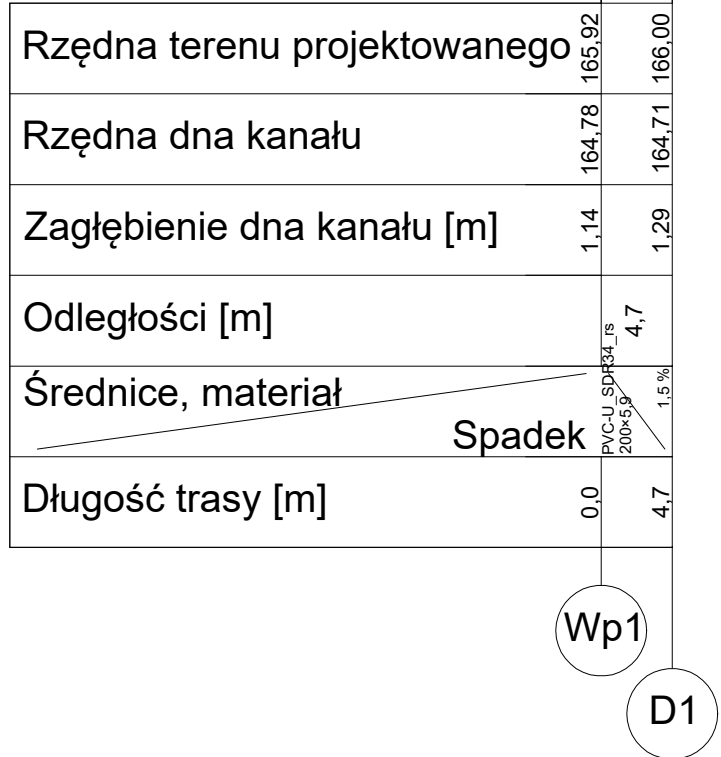 Rzędna terenu projektowanego 165,92 166,00
Rzędna dna kanału 164,78 164,71
Zagłębienie dna kanału [m] 1,14 1,29
Odległości [m] 4,7
Średnice, materiał
Spadek
PVC-U_SDR34_rs
200×5,9
1,5 %
Długość trasy [m] 0,0 4,7
Wp1
D1